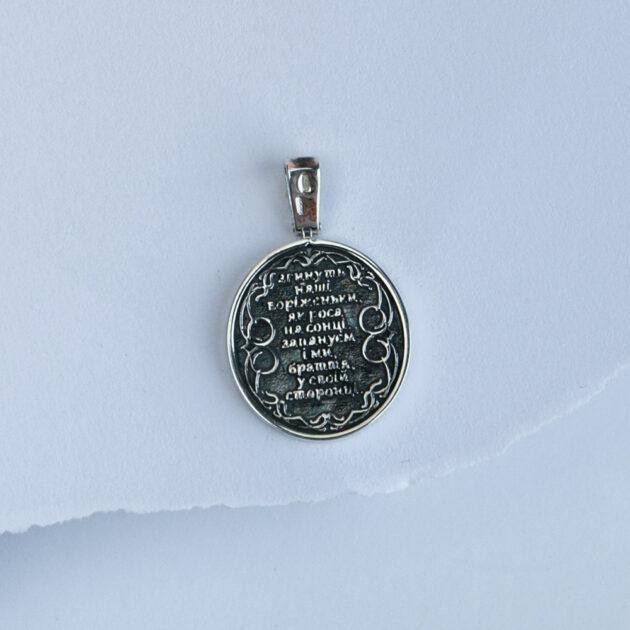 Згинуть
наші
воріженьки,
як роса
на сонці,
запануєм
і ми,
браття,
у своїй
сторонці.